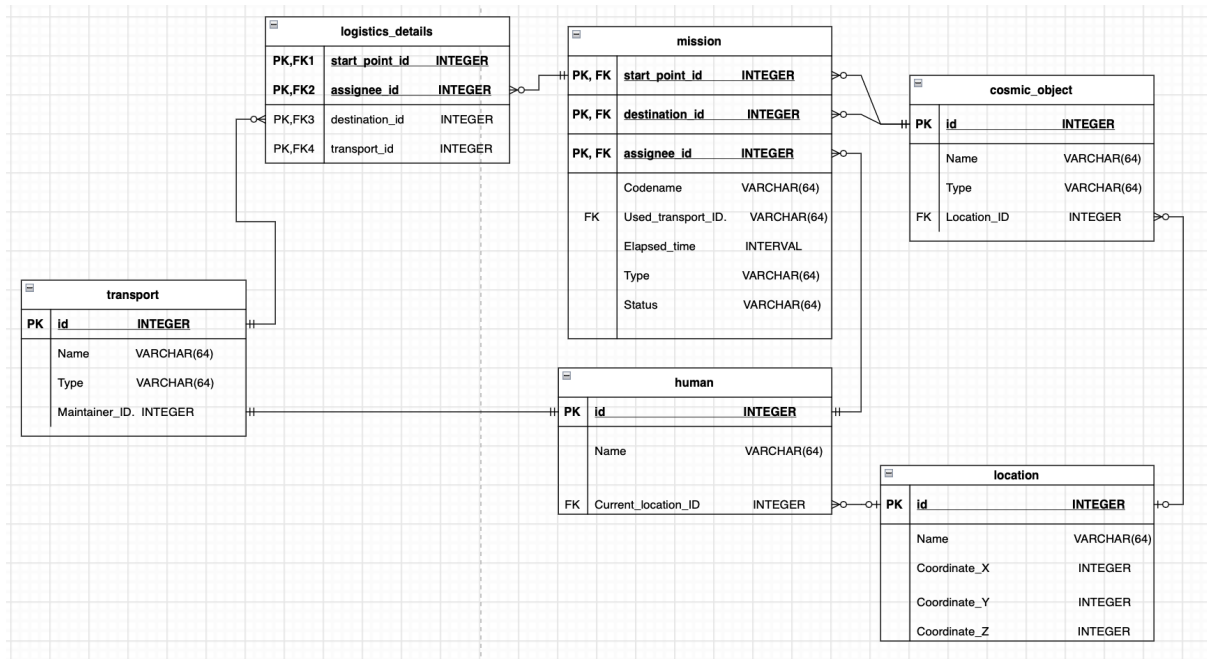 logistics_details
PK,FK1 start_point_id INTEGER
PK,FK2 assignee_id INTEGER
PK,FK3 destination_id INTEGER
PK,FK4 transport_id INTEGER
mission
PK, FK start_point_id INTEGER
PK, FK destination_id INTEGER
PK, FK assignee_id INTEGER
Codename VARCHAR(64)
FK Used_transport_ID. VARCHAR(64)
Elapsed_time INTERVAL
Type VARCHAR(64)
Status VARCHAR(64)
cosmic_object
PK id INTEGER
Name VARCHAR(64)
Type VARCHAR(64)
FK Location_ID INTEGER
transport
PK id INTEGER
Name VARCHAR(64)
Type VARCHAR(64)
Maintainer_ID. INTEGER
human
PK id INTEGER
Name VARCHAR(64)
FK Current_location_ID INTEGER
location
PK id INTEGER
Name VARCHAR(64)
Coordinate_X INTEGER
Coordinate_Y INTEGER
Coordinate_Z INTEGER